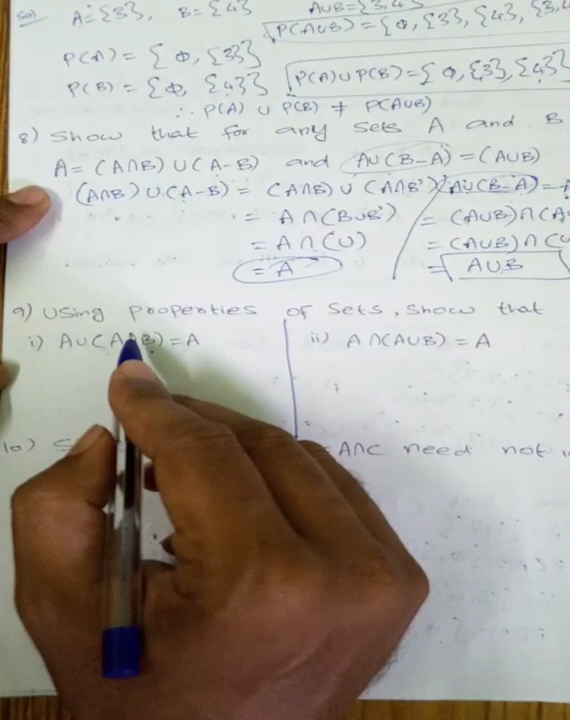 Sol A = {3}, B = {4} A∪B = {3,4}
P(A∪B) = { Φ, {3}, {4}, {3,4
P(A) = { Φ, {3}}
P(B) = { Φ, {4}} P(A)∪P(B) = { Φ, {3}, {4}}
∴ P(A) ∪ P(B) ≠ P(A∪B)
8) Show that for any sets A and B
A = (A∩B) ∪ (A-B) and A∪(B-A) = (A∪B)
(A∩B) ∪ (A-B) = (A∩B) ∪ (A∩B') A∪(B-A) =
= A∩(B∪B') = (A∪B)∩(A
= A∩(U) = (A∪B)∩(U
= A = A∪B
9) Using properties of sets, show that
i) A∪(A∩B) = A ii) A∩(A∪B) = A
10) S A∩C need not